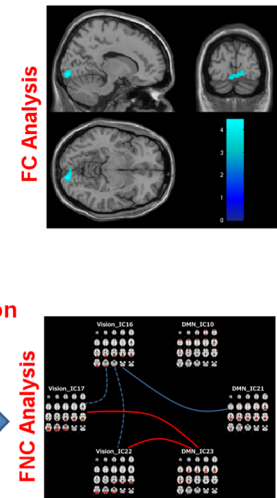 FC Analysis
4
3
2
1
0
on
FNC Analysis
Vision_IC16
DMN_IC10
Vision_IC17
DMN_IC21
Vision_IC22
DMN_IC23